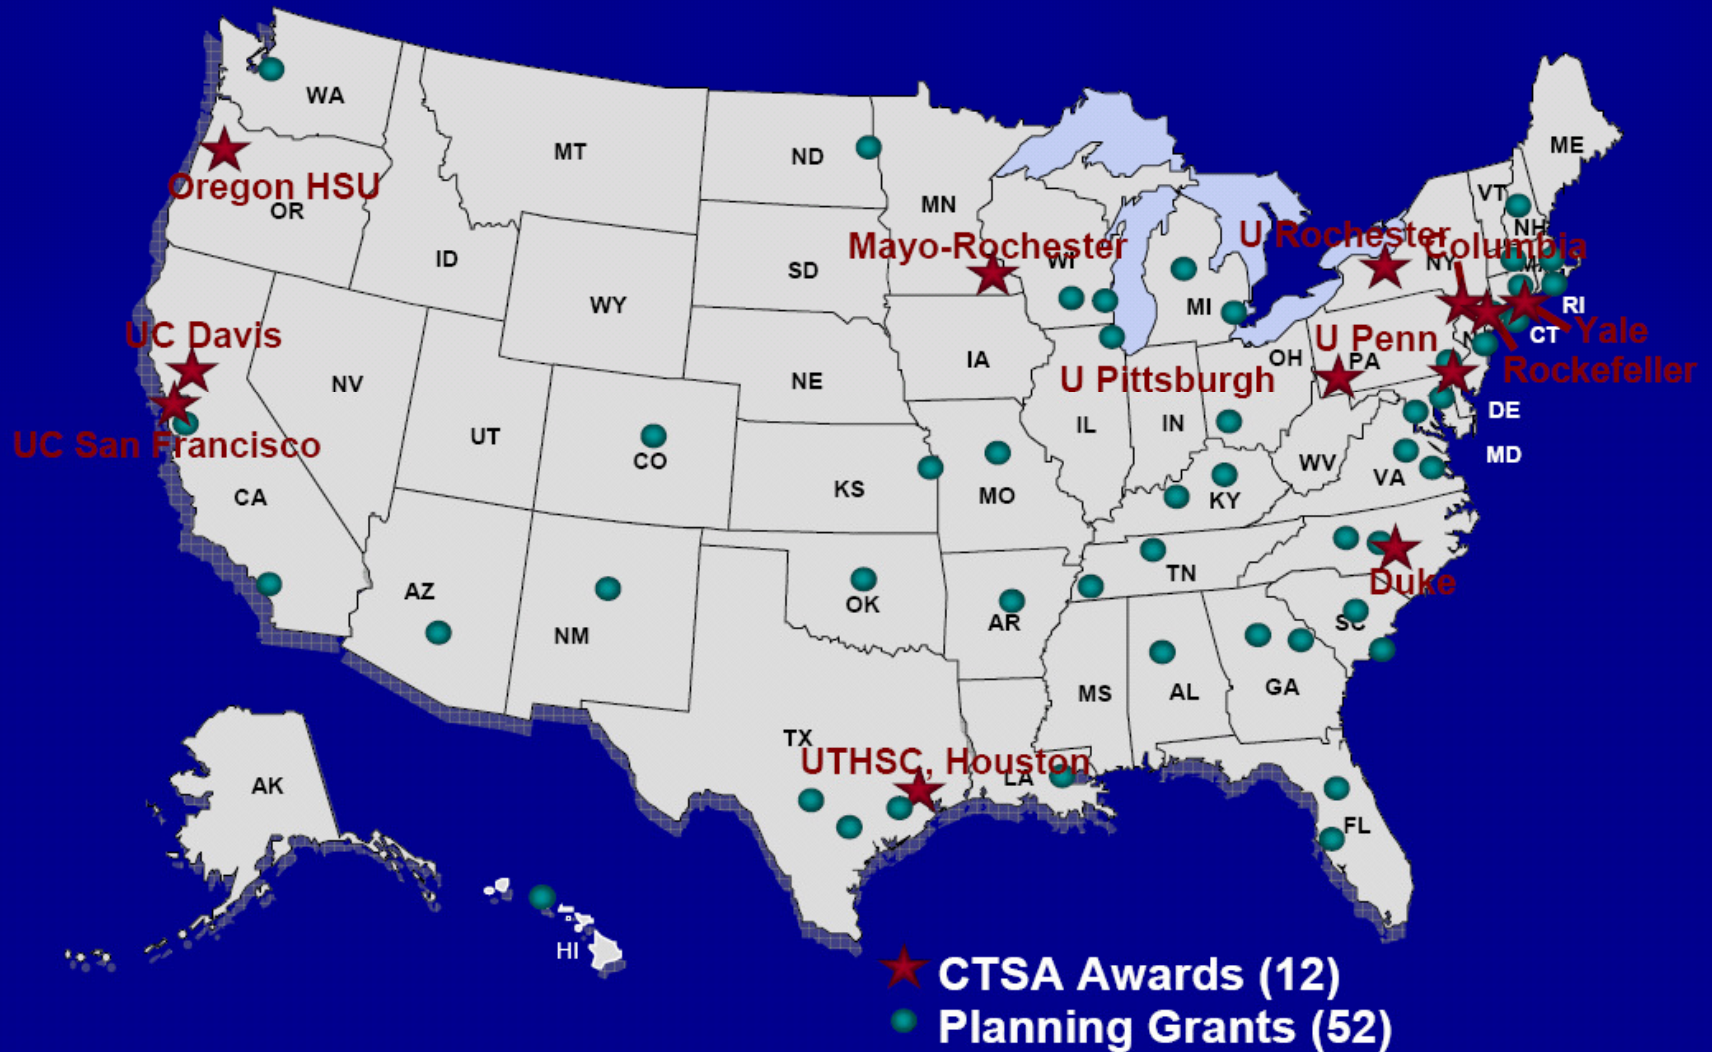 WA
MT
ND
MN
ME
VT
NH
Oregon HSU
OR
ID
SD
Mayo-Rochester
WI
U Rochester
Columbia
NY
MA
WY
MI
RI
CT
Yale
UC Davis
NV
NE
IA
OH
U Penn
PA
Rockefeller
U Pittsburgh
DE
UC San Francisco
UT
CO
IL
IN
MD
CA
KS
MO
WV
VA
KY
AZ
NM
OK
AR
TN
Duke
SC
MS
AL
GA
TX
UTHSC, Houston
LA
AK
FL
HI
CTSA Awards (12)
Planning Grants (52)